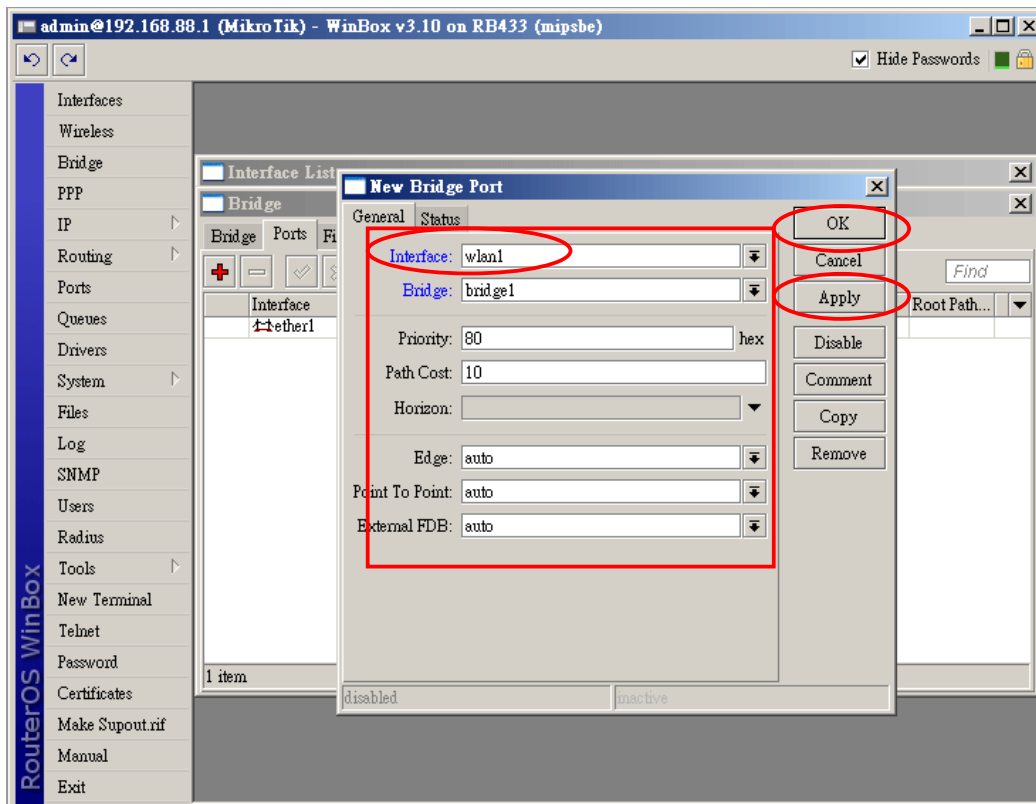 admin@192.168.88.1 (MikroTik) - WinBox v3.10 on RB433 (mipsbe)
Hide Passwords
RouterOS WinBox
Interfaces
Wireless
Bridge
PPP
IP
Routing
Ports
Queues
Drivers
System
Files
Log
SNMP
Users
Radius
Tools
New Terminal
Telnet
Password
Certificates
Make Supout.rif
Manual
Exit
Interface List
Bridge
Bridge Ports Fi
Find
Interface Root Path...
ether1
1 item
New Bridge Port
General Status
Interface: wlan1
Bridge: bridge1
Priority: 80 hex
Path Cost: 10
Horizon:
Edge: auto
Point To Point: auto
External FDB: auto
OK
Cancel
Apply
Disable
Comment
Copy
Remove
disabled inactive